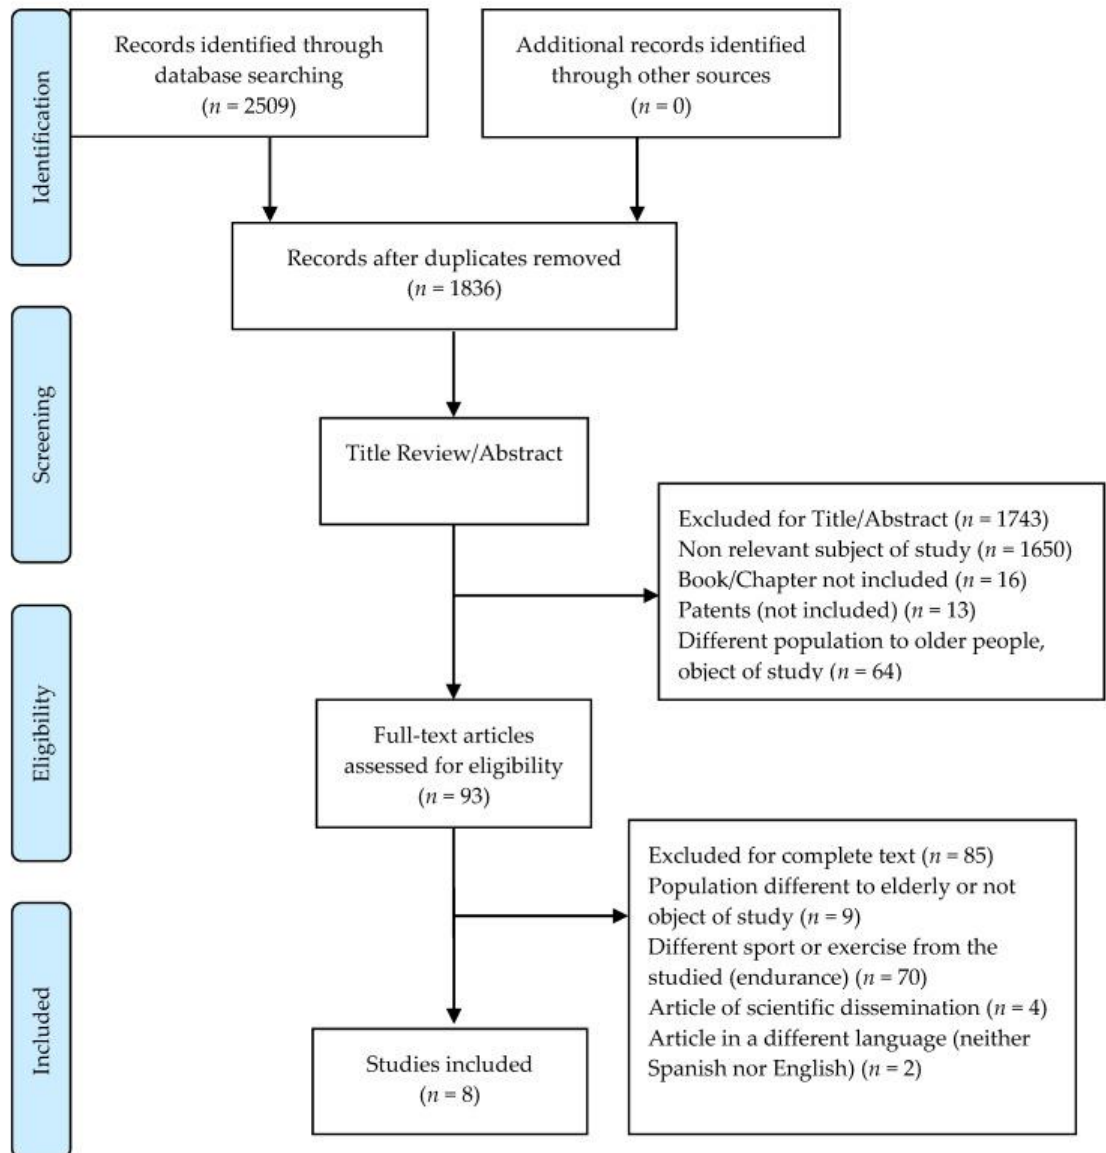 Identification
Records identified through
database searching
(n = 2509)
Additional records identified
through other sources
(n = 0)
Records after duplicates removed
(n = 1836)
Screening
Title Review/Abstract
Excluded for Title/Abstract (n = 1743)
Non relevant subject of study (n = 1650)
Book/Chapter not included (n = 16)
Patents (not included) (n = 13)
Different population to older people,
object of study (n = 64)
Eligibility
Full-text articles
assessed for eligibility
(n = 93)
Excluded for complete text (n = 85)
Population different to elderly or not
object of study (n = 9)
Different sport or exercise from the
studied (endurance) (n = 70)
Article of scientific dissemination (n = 4)
Article in a different language (neither
Spanish nor English) (n = 2)
Included
Studies included
(n = 8)